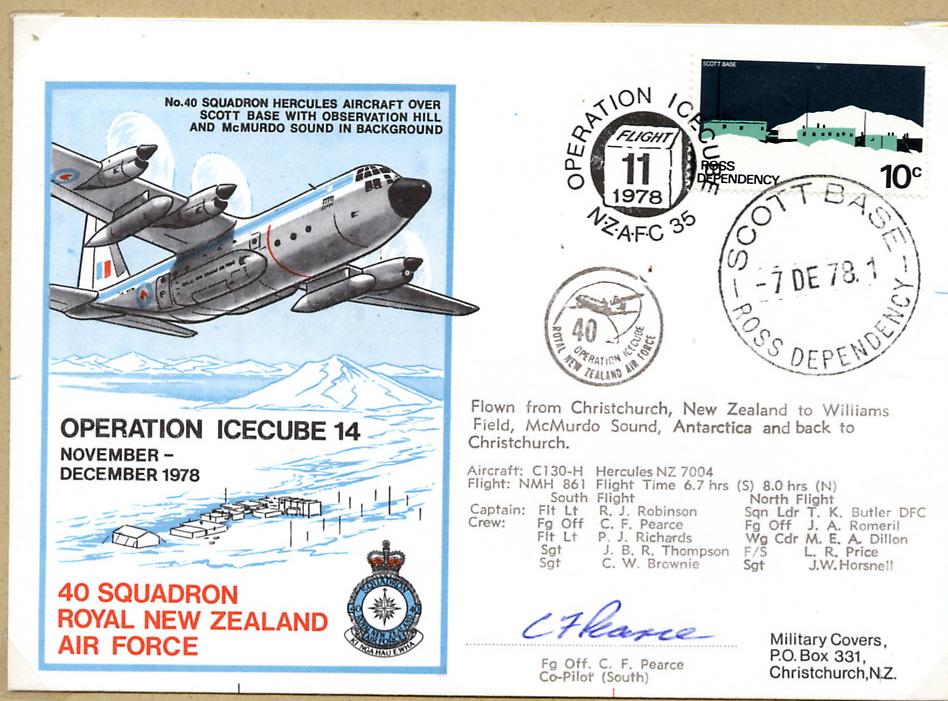 No.40 SQUADRON HERCULES AIRCRAFT OVER
SCOTT BASE WITH OBSERVATION HILL
AND McMURDO SOUND IN BACKGROUND
OPERATION ICECUBE 14
NOVEMBER –
DECEMBER 1978
40 SQUADRON
ROYAL NEW ZEALAND
AIR FORCE
SQUADRON
KI NGA HAU E WHA
OPERATION ICECUBE
FLIGHT
11
1978
N·Z·A·F·C 35
SCOTT BASE
ROSS
DEPENDENCY
10c
SCOTT BASE
-7 DE 78.1
ROSS DEPENDENCY
40
OPERATION ICECUBE
ROYAL NEW ZEALAND AIR FORCE
Flown from Christchurch, New Zealand to Williams
Field, McMurdo Sound, Antarctica and back to
Christchurch.
Aircraft: C130-H Hercules NZ 7004
Flight: NMH 861 Flight Time 6.7 hrs (S) 8.0 hrs (N)
South Flight North Flight
Captain: Flt Lt R. J. Robinson Sqn Ldr T. K. Butler DFC
Crew: Fg Off C. F. Pearce Fg Off J. A. Romeril
Flt Lt P. J. Richards Wg Cdr M. E. A. Dillon
Sgt J. B. R. Thompson F/S L. R. Price
Sgt C. W. Brownie Sgt J.W.Horsnell
C F Pearce
Fg Off. C. F. Pearce
Co-Pilot (South)
Military Covers,
P.O. Box 331,
Christchurch,N.Z.